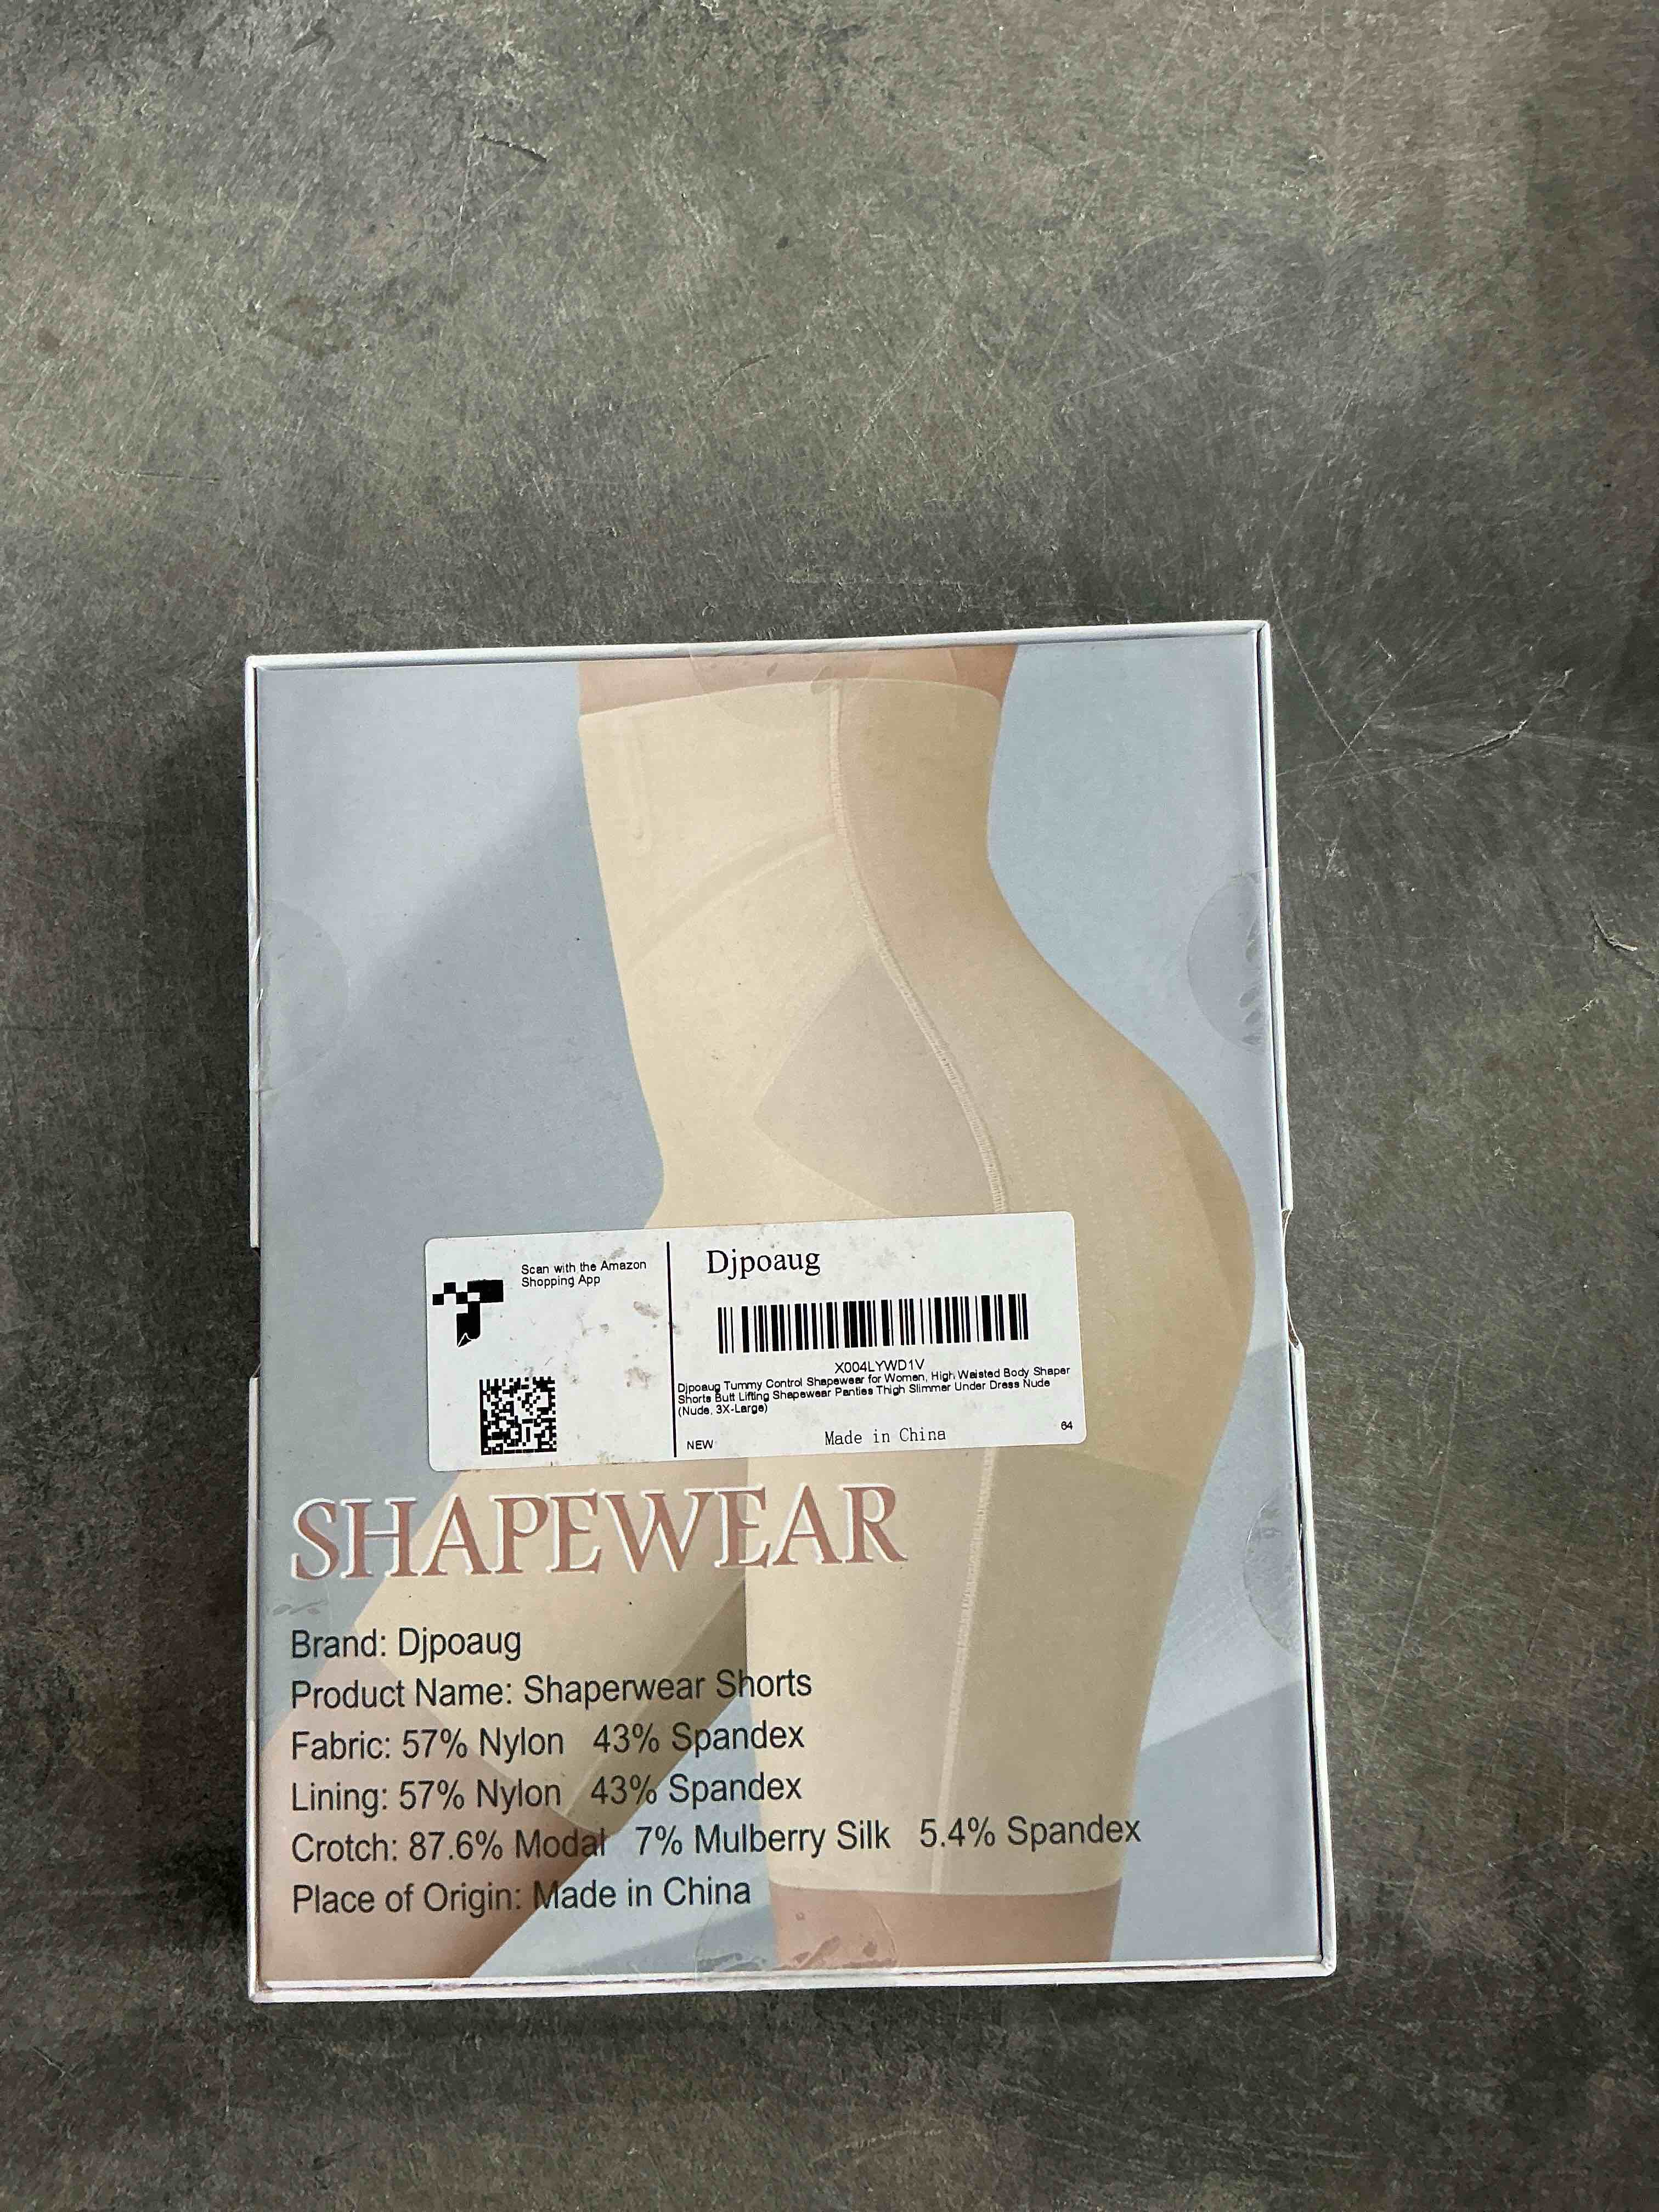 Scan with the Amazon
Shopping App
Djpoaug
X004LYWD1V
Djpoaug Tummy Control Shapewear for Women, High Waisted Body Shaper
Shorts Butt Lifting Shapewear Panties Thigh Slimmer Under Dress Nude
(Nude, 3X-Large)
NEW
Made in China
64
SHAPEWEAR
Brand: Djpoaug
Product Name: Shaperwear Shorts
Fabric: 57% Nylon 43% Spandex
Lining: 57% Nylon 43% Spandex
Crotch: 87.6% Modal 7% Mulberry Silk 5.4% Spandex
Place of Origin: Made in China